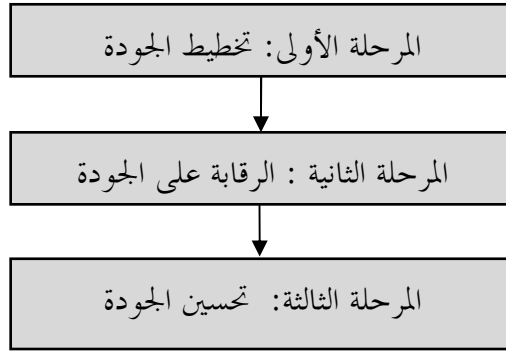 المرحلة الأولى: تخطيط الجودة
المرحلة الثانية : الرقابة على الجودة
المرحلة الثالثة: تحسين الجودة